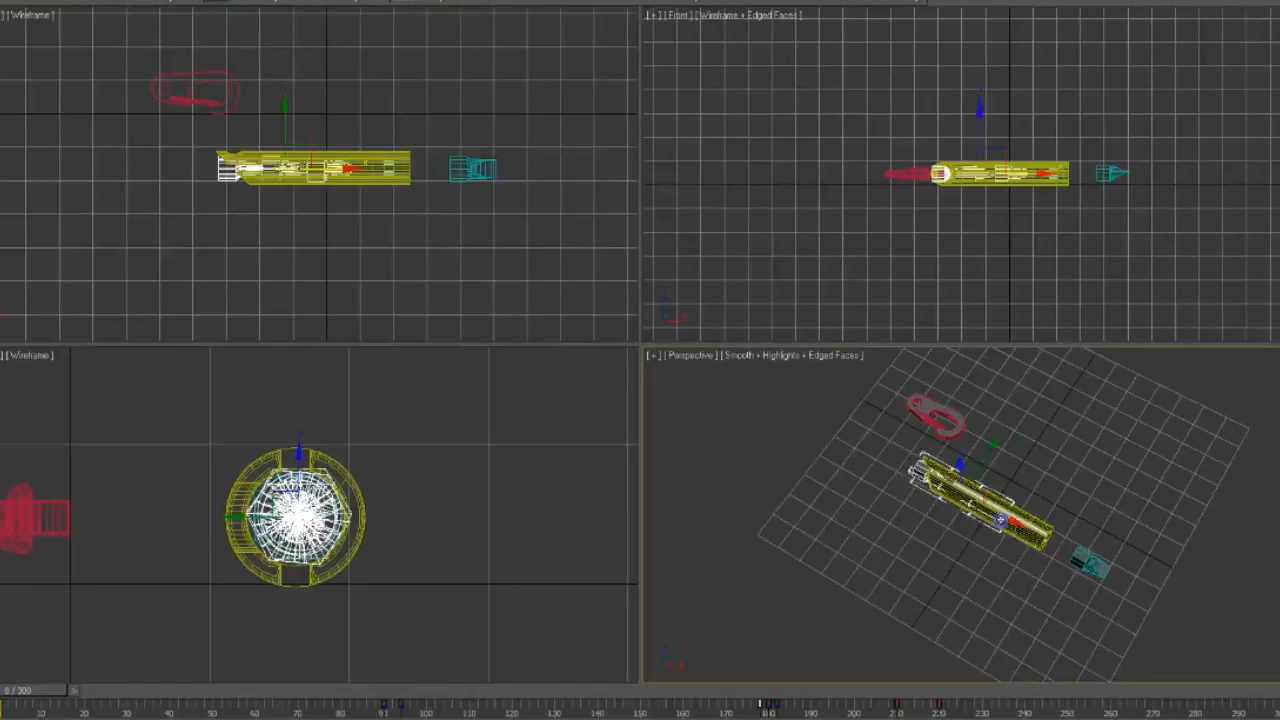 ] [ Wireframe ]
[ + ] [ Front ] [ Wireframe + Edged Faces ]
] [ Wireframe ]
[ + ] [ Perspective ] [ Smooth + Highlights + Edged Faces ]
0 / 300 >
10 20 30 40 50 60 70 80 91 100 110 120 130 140 150 160 170 180 190 200 210 220 230 240 250 260 270 280 290